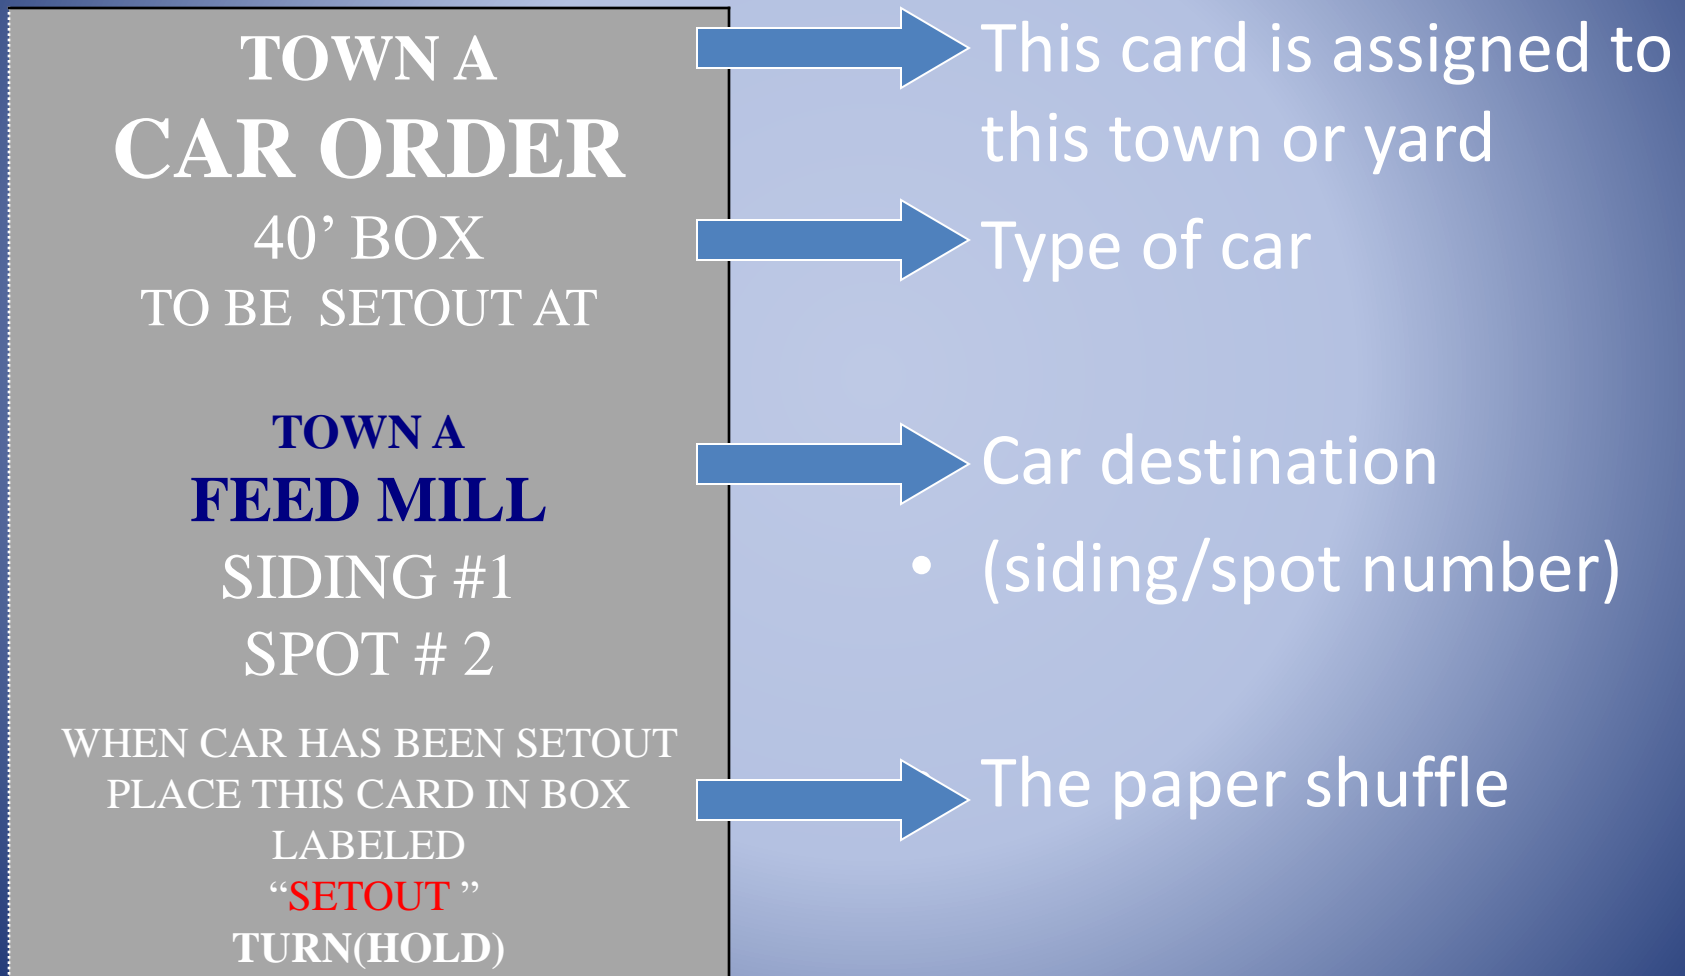 TOWN A
CAR ORDER
40’ BOX
TO BE  SETOUT AT
TOWN A
FEED MILL
SIDING #1
SPOT # 2
WHEN CAR HAS BEEN SETOUT
PLACE THIS CARD IN BOX
LABELED
“SETOUT ”
TURN(HOLD)
This card is assigned to
this town or yard
Type of car
Car destination
• (siding/spot number)
The paper shuffle